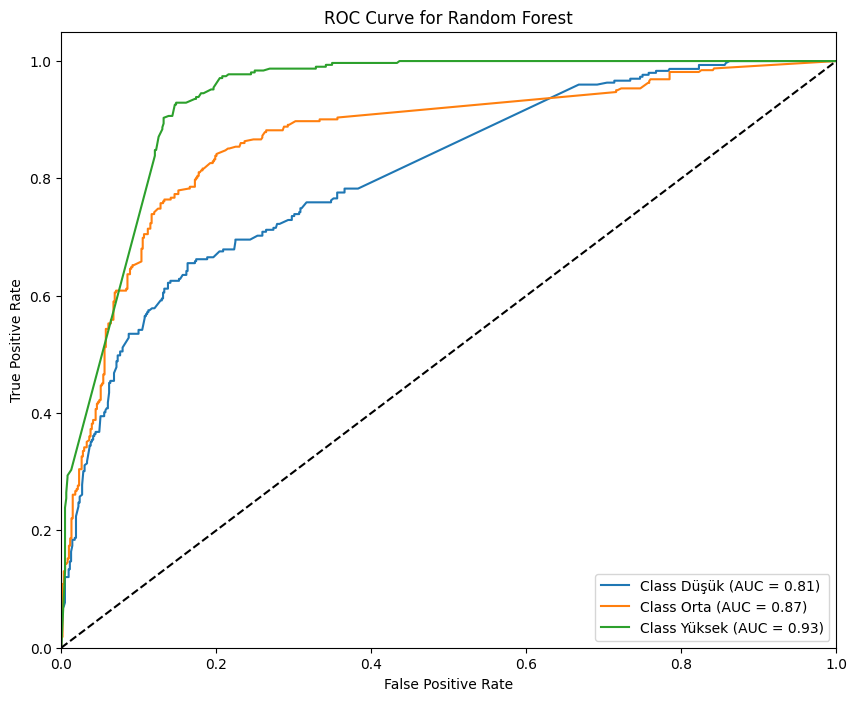 ROC Curve for Random Forest
True Positive Rate
1.0
0.8
0.6
0.4
0.2
0.0
Class Düşük (AUC = 0.81)
Class Orta (AUC = 0.87)
Class Yüksek (AUC = 0.93)
0.0 0.2 0.4 0.6 0.8 1.0
False Positive Rate